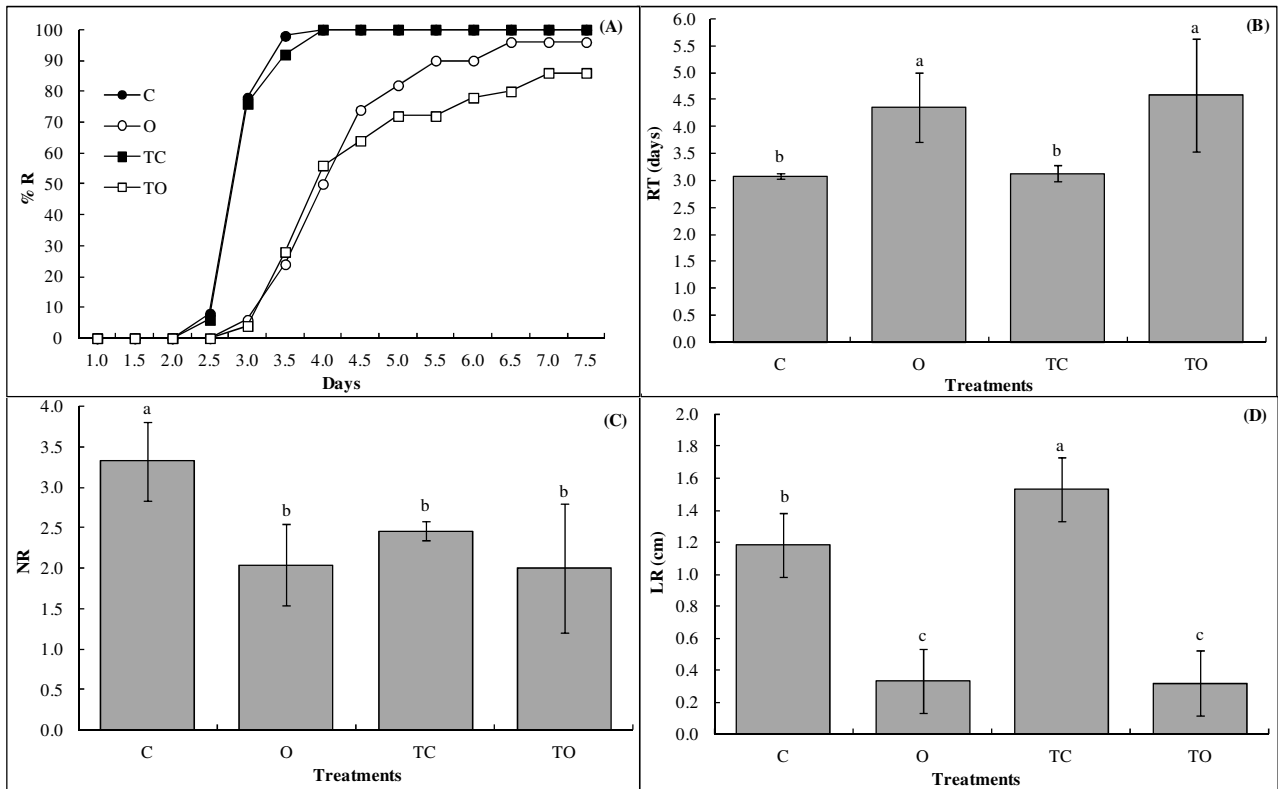 (A)
% R
100
90
80
70
60
50
40
30
20
10
0
C
O
TC
TO
1.0 1.5 2.0 2.5 3.0 3.5 4.0 4.5 5.0 5.5 6.0 6.5 7.0 7.5
Days
(B)
RT (days)
6.0
5.5
5.0
4.5
4.0
3.5
3.0
2.5
2.0
1.5
1.0
0.5
0.0
b a b a
C O TC TO
Treatments
(C)
NR
4.0
3.5
3.0
2.5
2.0
1.5
1.0
0.5
0.0
a b b b
C O TC TO
Treatments
(D)
LR (cm)
2.0
1.8
1.6
1.4
1.2
1.0
0.8
0.6
0.4
0.2
0.0
b c a c
C O TC TO
Treatments